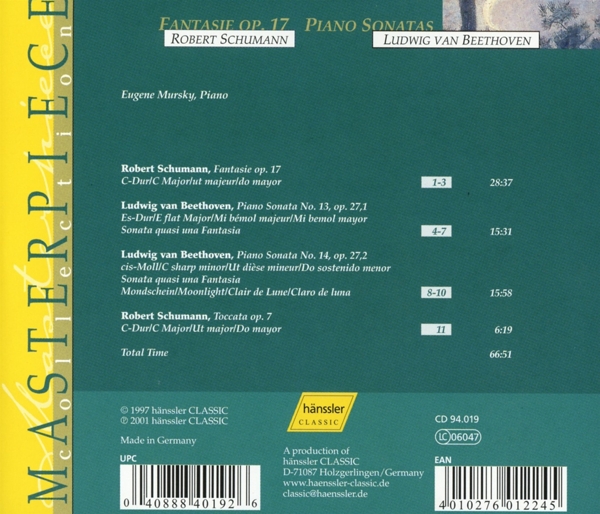 FANTASIE OP. 17 PIANO SONATAS
ROBERT SCHUMANN LUDWIG VAN BEETHOVEN
MASTERPIECE
collection
Eugene Mursky, Piano
Robert Schumann, Fantasie op. 17
C-Dur/C Major/ut majeur/do mayor 1-3 28:37
Ludwig van Beethoven, Piano Sonata No. 13, op. 27,1
Es-Dur/E flat Major/Mi bémol majeur/Mi bemol mayor
Sonata quasi una Fantasia 4-7 15:31
Ludwig van Beethoven, Piano Sonata No. 14, op. 27,2
cis-Moll/C sharp minor/Ut dièse mineur/Do sostenido menor
Sonata quasi una Fantasia
Mondschein/Moonlight/Clair de Lune/Claro de luna 8-10 15:58
Robert Schumann, Toccata op. 7
C-Dur/C Major/Ut major/Do mayor 11 6:19
Total Time 66:51
© 1997 hänssler CLASSIC
℗ 2001 hänssler CLASSIC
Made in Germany
hänssler
CLASSIC
A production of
hänssler CLASSIC
D-71087 Holzgerlingen/Germany
www.haenssler-classic.de
classic@haenssler.de
CD 94.019
LC 06047
UPC
0 40888 40192 6
EAN
4 010276 012245